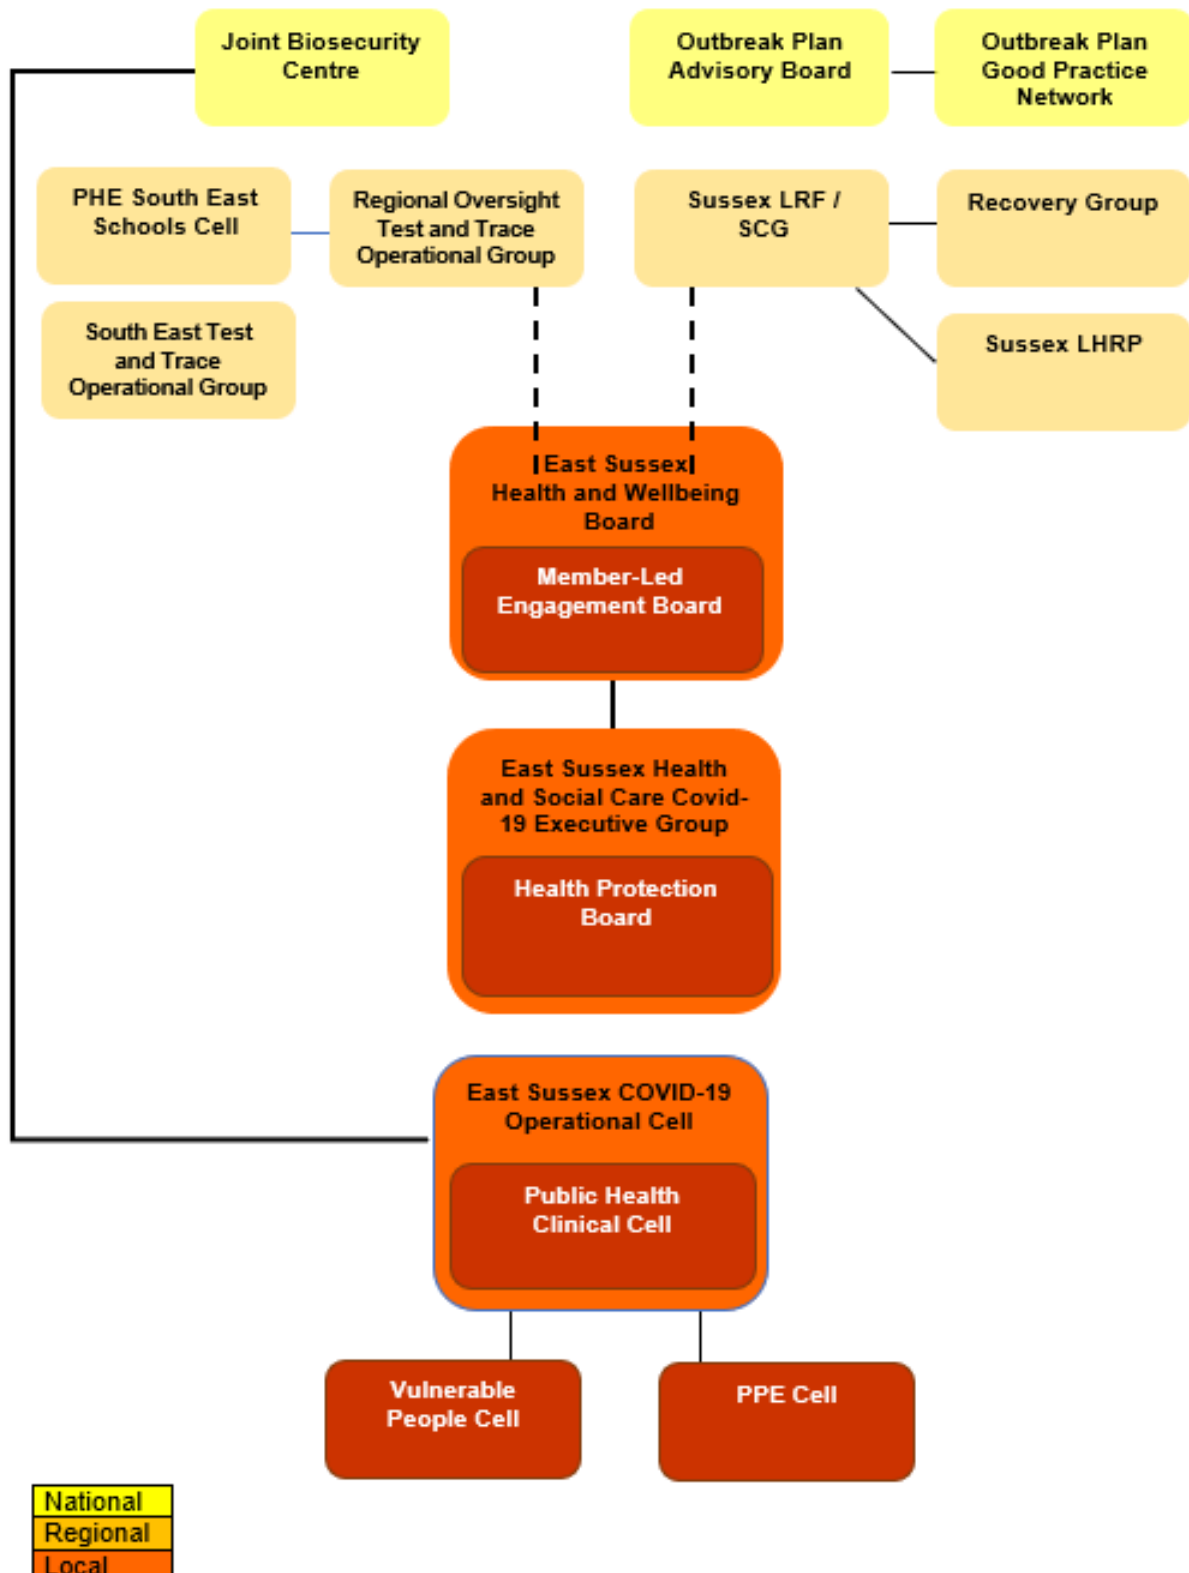 Joint Biosecurity
Centre
Outbreak Plan
Advisory Board
Outbreak Plan
Good Practice
Network
PHE South East
Schools Cell
Regional Oversight
Test and Trace
Operational Group
Sussex LRF /
SCG
Recovery Group
South East Test
and Trace
Operational Group
Sussex LHRP
East Sussex
Health and Wellbeing
Board
Member-Led
Engagement Board
East Sussex Health
and Social Care Covid-
19 Executive Group
Health Protection
Board
East Sussex COVID-19
Operational Cell
Public Health
Clinical Cell
Vulnerable
People Cell
PPE Cell
National
Regional
Local